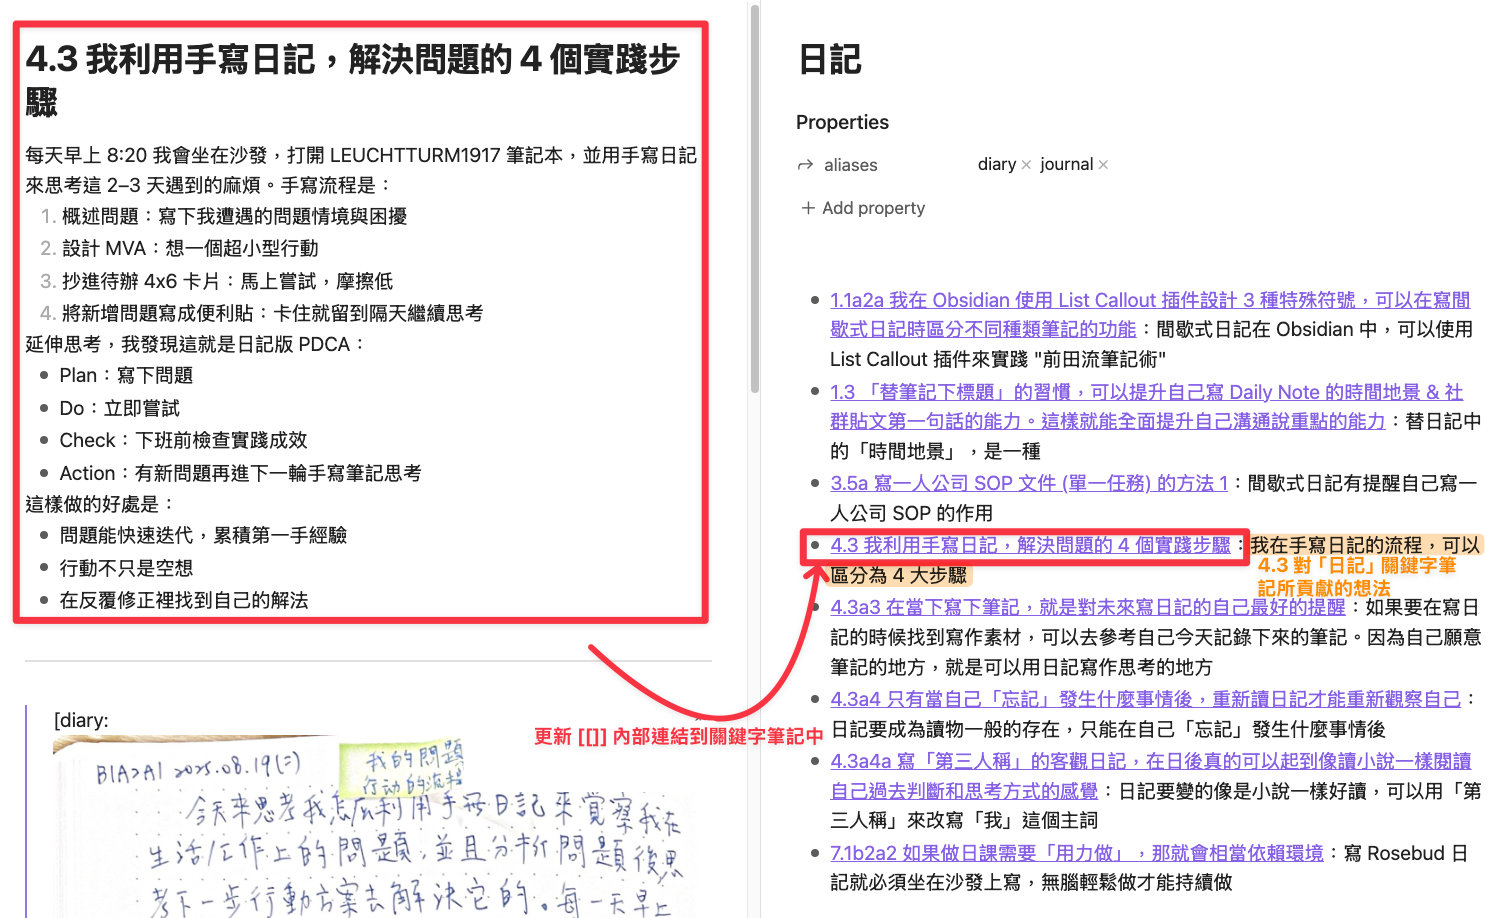 4.3 我利用手寫日記，解決問題的 4 個實踐步
驟
每天早上 8:20 我會坐在沙發，打開 LEUCHTTURM1917 筆記本，並用手寫日記
來思考這 2–3 天遇到的麻煩。手寫流程是：
1. 概述問題：寫下我遭遇的問題情境與困擾
2. 設計 MVA：想一個超小型行動
3. 抄進待辦 4x6 卡片：馬上嘗試，摩擦低
4. 將新增問題寫成便利貼：卡住就留到隔天繼續思考
延伸思考，我發現這就是日記版 PDCA：
Plan：寫下問題
Do：立即嘗試
Check：下班前檢查實踐成效
Action：有新問題再進下一輪手寫筆記思考
這樣做的好處是：
問題能快速迭代，累積第一手經驗
行動不只是空想
在反覆修正裡找到自己的解法
[diary:
我的問題
行動的流程
B1A2A1 2025.08.19(二)
今天來思考我怎麼利用手寫日記來覺察我在
生活/工作上的問題，並且分析問題後思
考下一步行動方案去解決它的。每一天早上
更新 [[]] 內部連結到關鍵字筆記中
日記
Properties
aliases
diary × journal ×
+ Add property
1.1a2a 我在 Obsidian 使用 List Callout 插件設計 3 種特殊符號，可以在寫間
歇式日記時區分不同種類筆記的功能：間歇式日記在 Obsidian 中，可以使用
List Callout 插件來實踐 "前田流筆記術"
1.3 「替筆記下標題」的習慣，可以提升自己寫 Daily Note 的時間地景 & 社
群貼文第一句話的能力。這樣就能全面提升自己溝通說重點的能力：替日記中
的「時間地景」，是一種
3.5a 寫一人公司 SOP 文件 (單一任務) 的方法 1：間歇式日記有提醒自己寫一
人公司 SOP 的作用
4.3 我利用手寫日記，解決問題的 4 個實踐步驟：我在手寫日記的流程，可以
區分為 4 大步驟
4.3 對「日記」關鍵字筆
記所貢獻的想法
4.3a3 在當下寫下筆記，就是對未來寫日記的自己最好的提醒：如果要在寫日
記的時候找到寫作素材，可以去參考自己今天記錄下來的筆記。因為自己願意
筆記的地方，就是可以用日記寫作思考的地方
4.3a4 只有當自己「忘記」發生什麼事情後，重新讀日記才能重新觀察自己：
日記要成為讀物一般的存在，只能在自己「忘記」發生什麼事情後
4.3a4a 寫「第三人稱」的客觀日記，在日後真的可以起到像讀小說一樣閱讀
自己過去判斷和思考方式的感覺：日記要變的像是小說一樣好讀，可以用「第
三人稱」來改寫「我」這個主詞
7.1b2a2 如果做日課需要「用力做」，那就會相當依賴環境：寫 Rosebud 日
記就必須坐在沙發上寫，無腦輕鬆做才能持續做